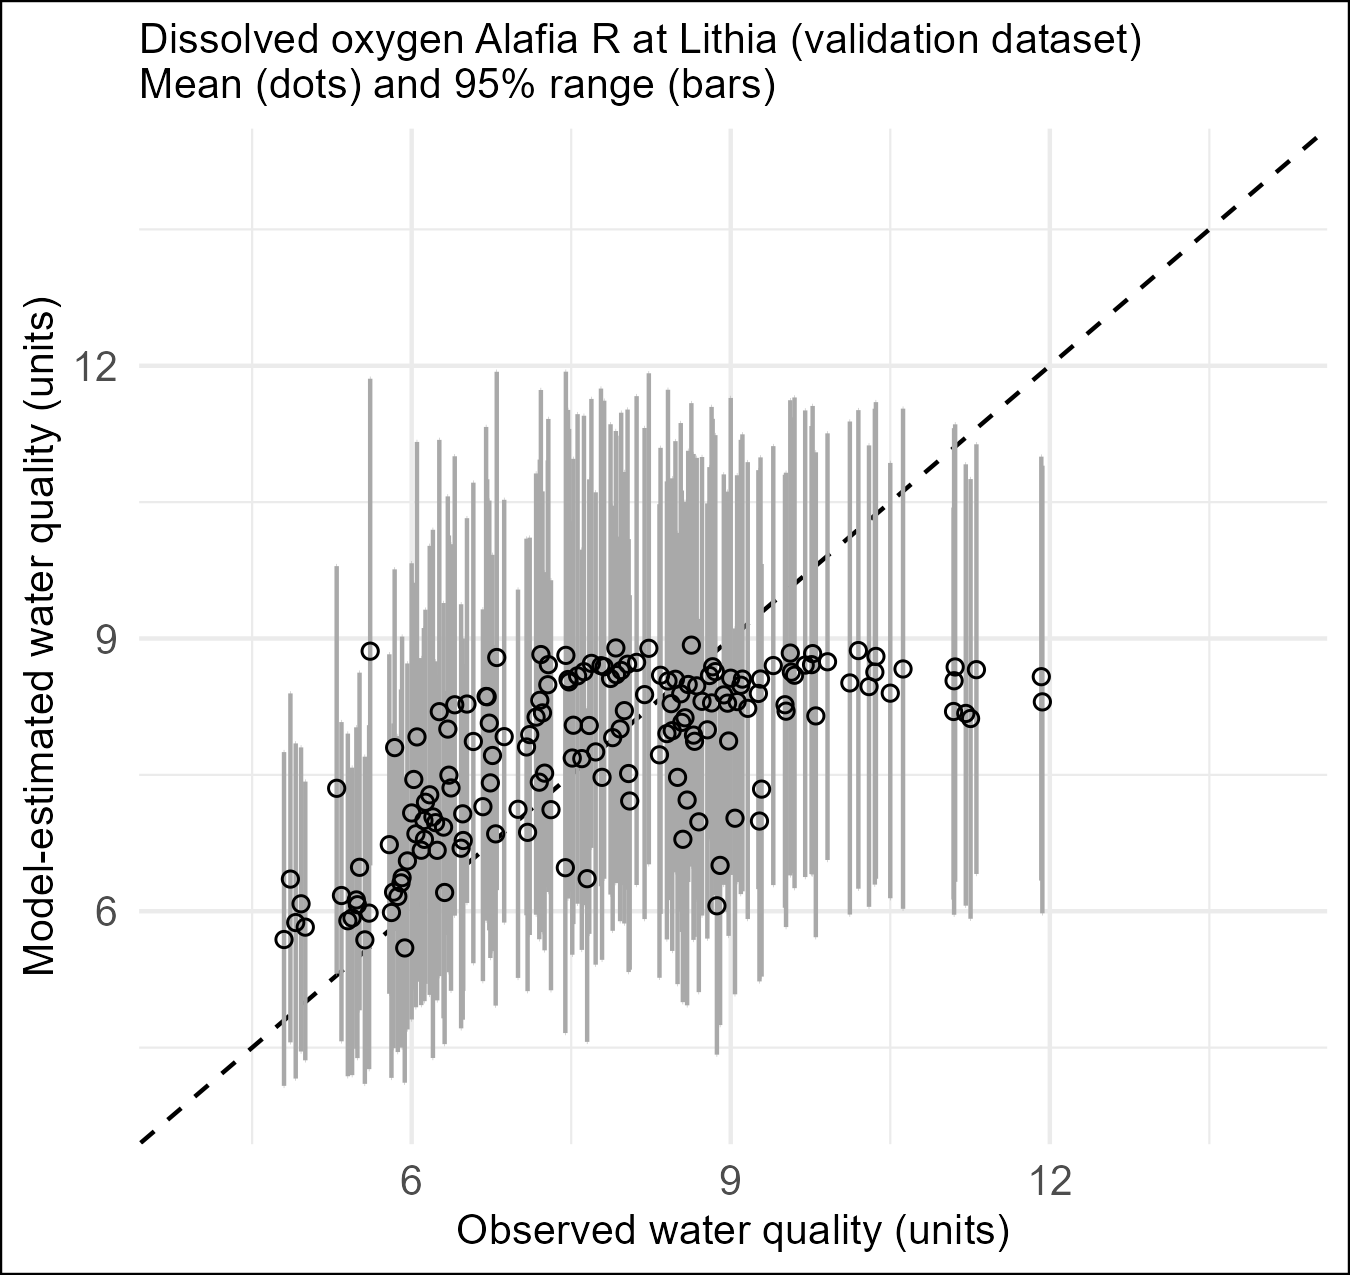 Dissolved oxygen Alafia R at Lithia (validation dataset)
Mean (dots) and 95% range (bars)
Model-estimated water quality (units)
12
9
6
6
9
12
Observed water quality (units)